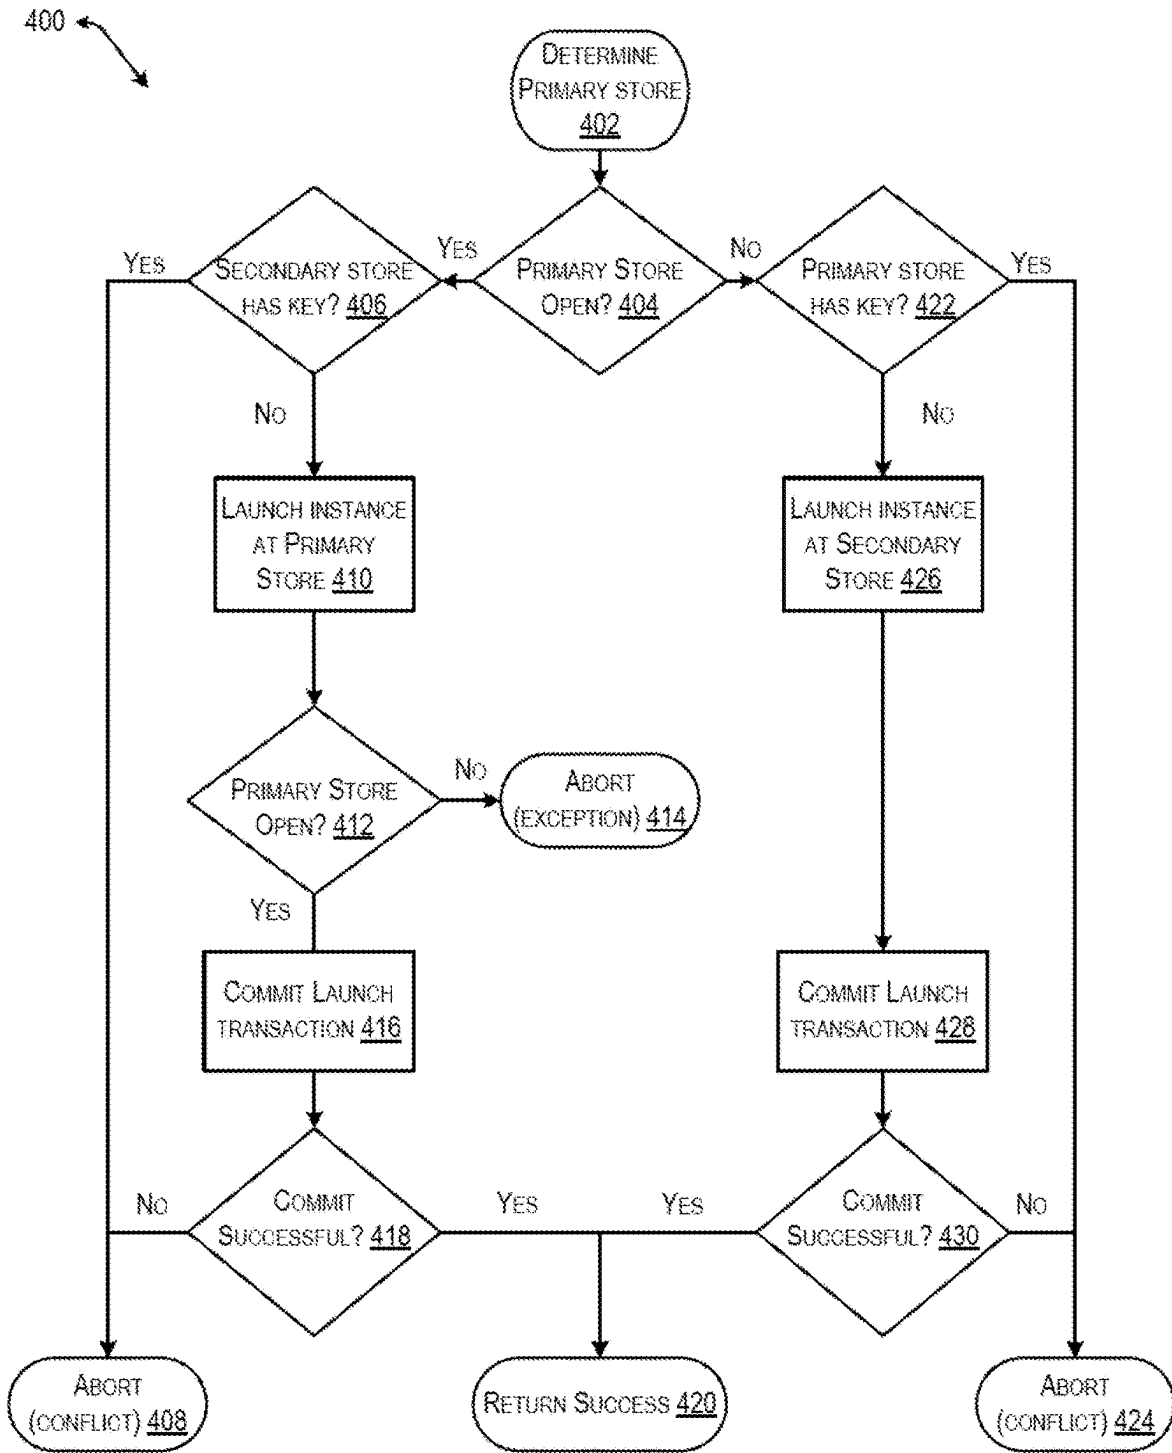 400
Determine
Primary store
402
Yes
Secondary store
has key? 406
Yes
Primary Store
Open? 404
No
Primary store
has key? 422
Yes
No
No
Launch instance
at Primary
Store 410
Launch instance
at Secondary
Store 426
Primary Store
Open? 412
No
Abort
(exception) 414
Yes
Commit Launch
transaction 416
Commit Launch
transaction 428
No
Commit
Successful? 418
Yes
Yes
Commit
Successful? 430
No
Abort
(conflict) 408
Return Success 420
Abort
(conflict) 424